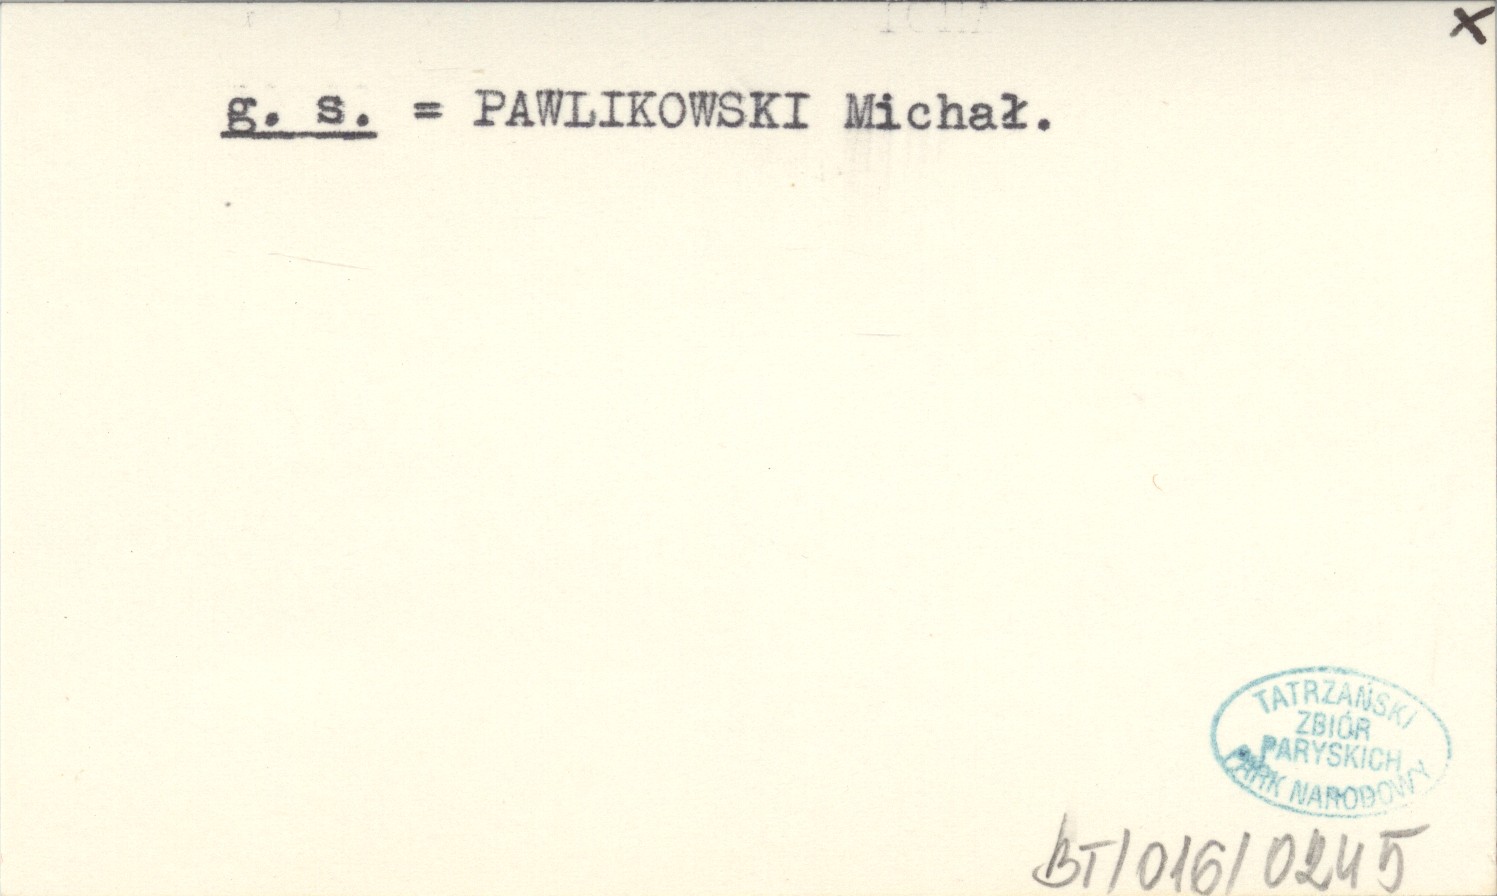 x
g. s. = PAWLIKOWSKI Michał.
TATRZAŃSKI
ZBIÓR
PARYSKICH
PARK NARODOWY
BT/016/0245